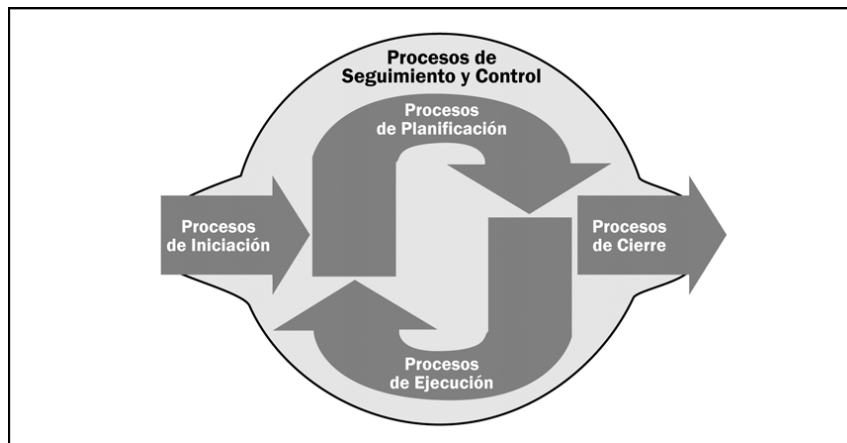 Procesos de
Seguimiento y Control
Procesos
de Planificación
Procesos
de Iniciación
Procesos
de Cierre
Procesos
de Ejecución